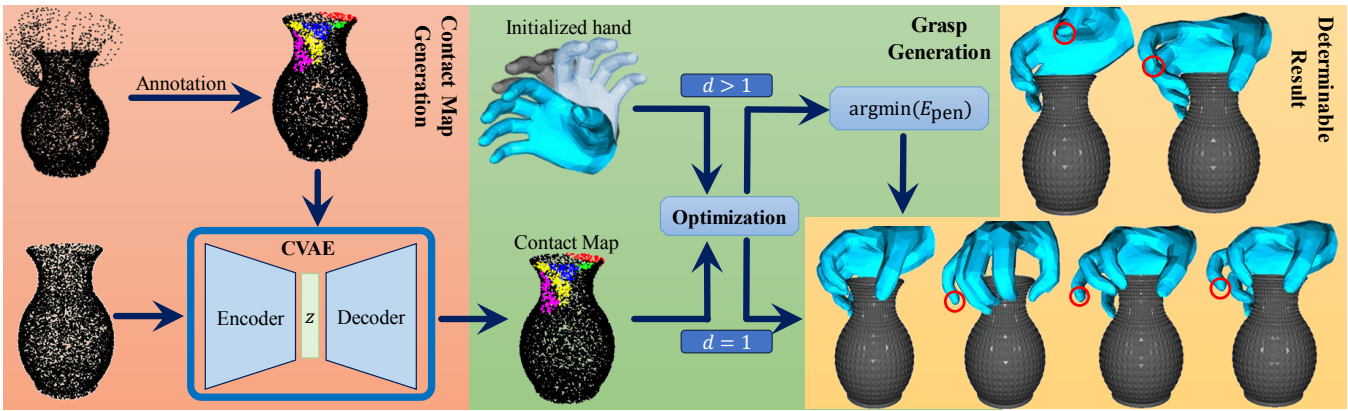 Annotation
Contact Map
Generation
CVAE
Encoder
z
Decoder
Initialized hand
d > 1
Grasp
Generation
argmin(E_pen)
Optimization
Contact Map
d = 1
Determinable
Result